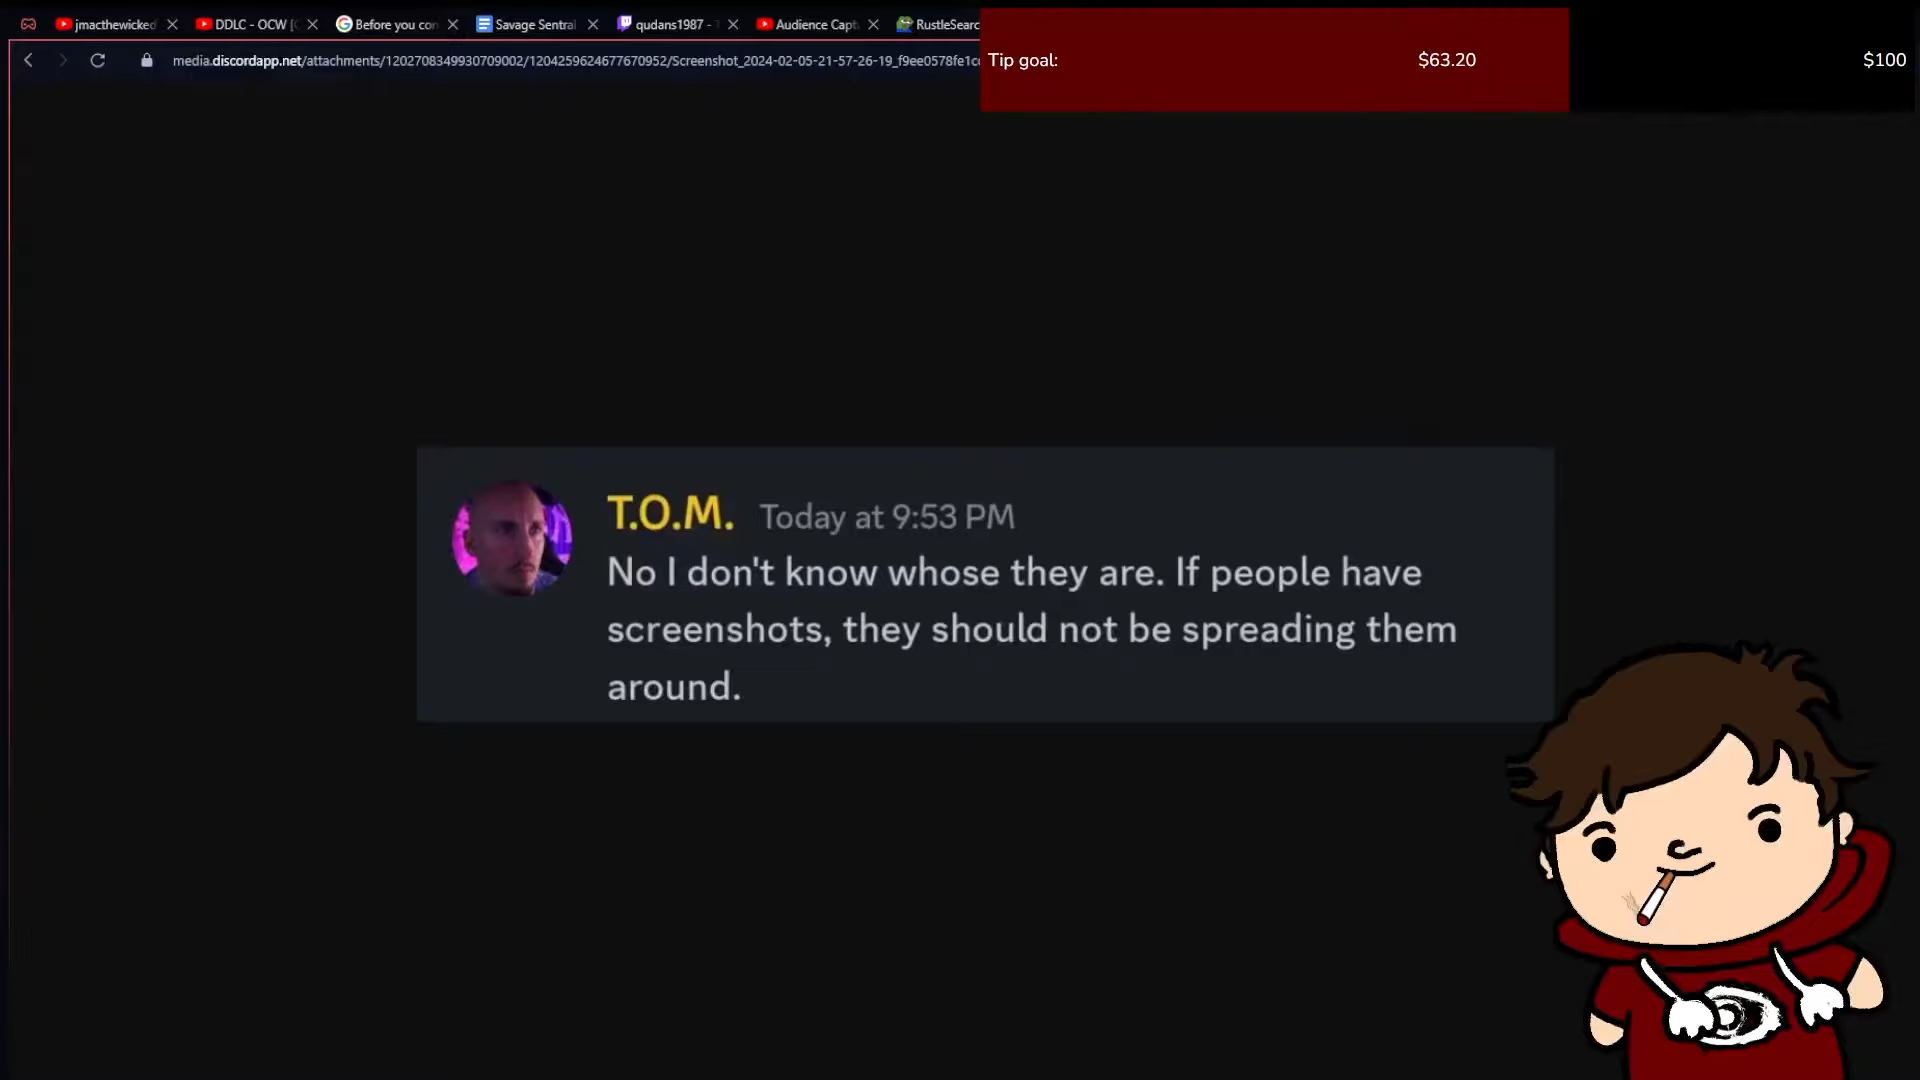 jmacthewicked
DDLC - OCW [
Before you con
Savage Sentral
qudans1987 - T
Audience Capt
RustleSearc
media.discordapp.net/attachments/1202708349930709002/1204259624677670952/Screenshot_2024-02-05-21-57-26-19_f9ee0578fe1c
Tip goal:
$63.20
$100
T.O.M. Today at 9:53 PM
No I don't know whose they are. If people have
screenshots, they should not be spreading them
around.